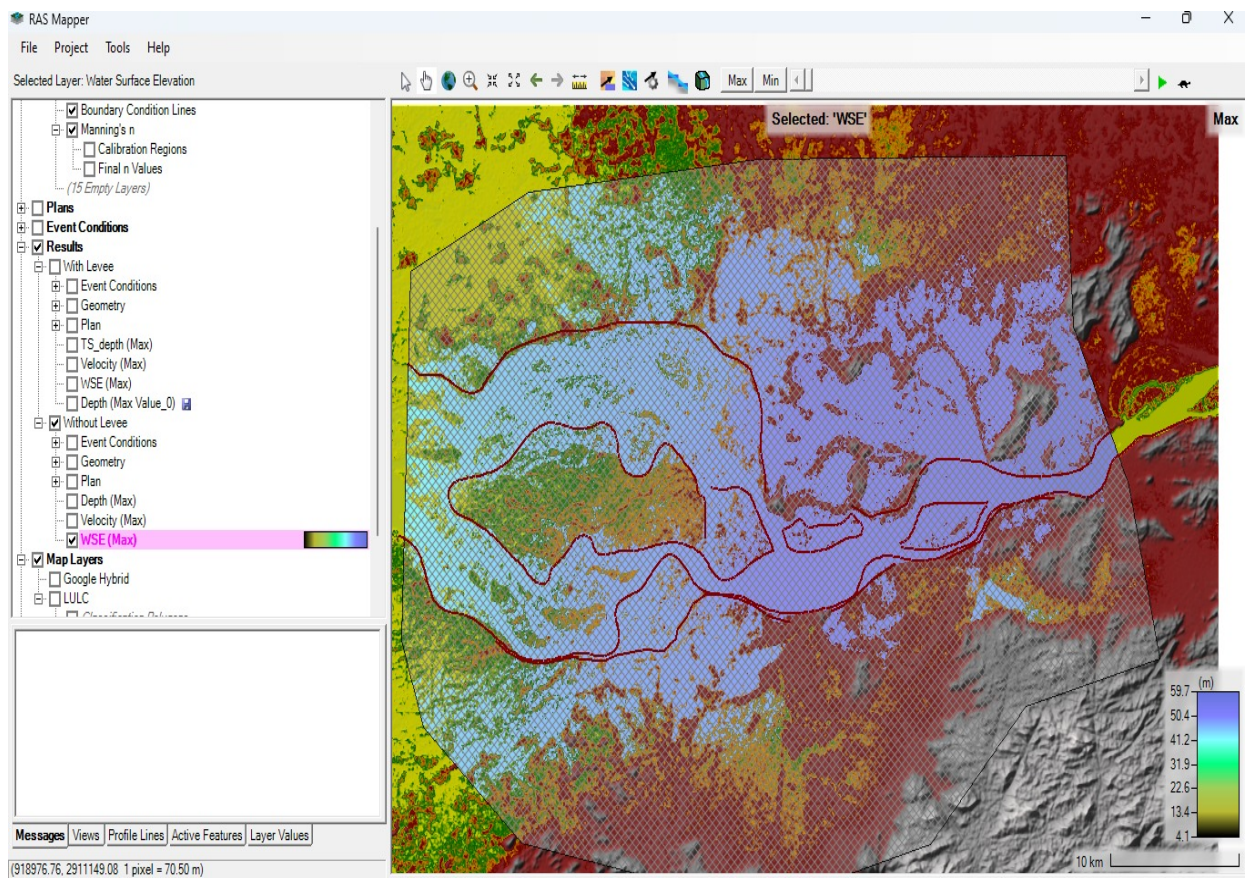 RAS Mapper
File Project Tools Help
Selected Layer: Water Surface Elevation
Max Min
Boundary Condition Lines
Manning's n
Calibration Regions
Final n Values
(15 Empty Layers)
Plans
Event Conditions
Results
With Levee
Event Conditions
Geometry
Plan
TS_depth (Max)
Velocity (Max)
WSE (Max)
Depth (Max Value_0)
Without Levee
Event Conditions
Geometry
Plan
Depth (Max)
Velocity (Max)
WSE (Max)
Map Layers
Google Hybrid
LULC
Selected: 'WSE'
Max
(m)
59.7
50.4
41.2
31.9
22.6
13.4
4.1
10 km
Messages Views Profile Lines Active Features Layer Values
(918976.76, 2911149.08 1 pixel = 70.50 m)